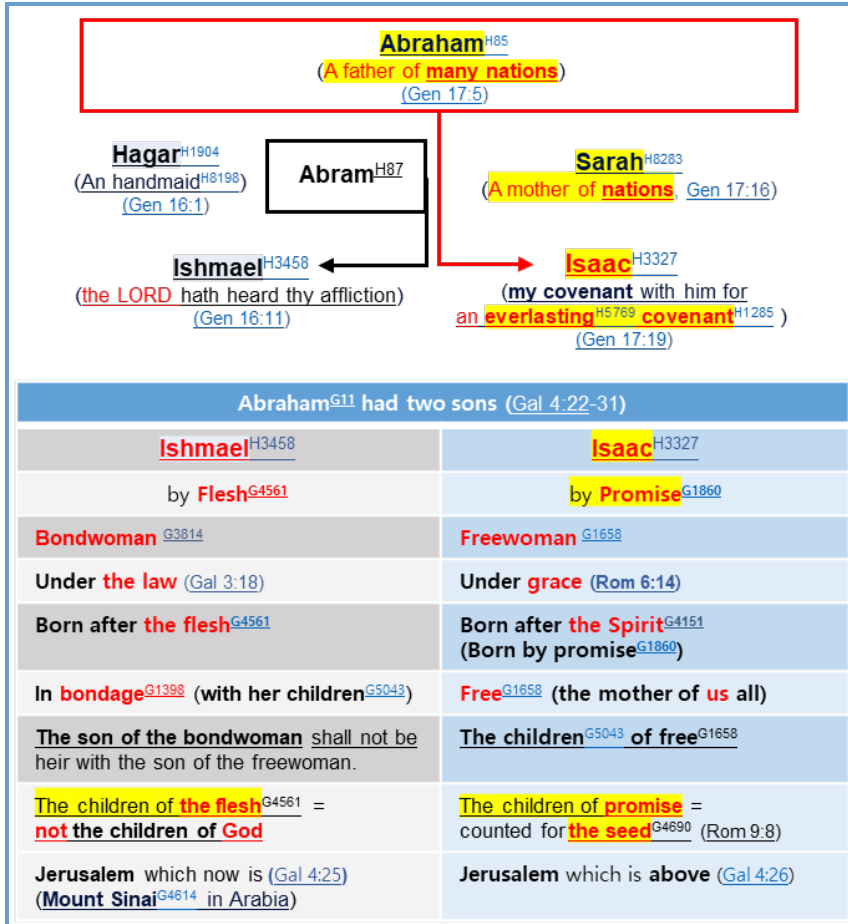 AbrahamH85
(A father of many nations)
(Gen 17:5)
HagarH1904
(An handmaidH8198)
(Gen 16:1)
AbramH87
SarahH8283
(A mother of nations, Gen 17:16)
IshmaelH3458
(the LORD hath heard thy affliction)
(Gen 16:11)
IsaacH3327
(my covenant with him for
an everlastingH5769 covenantH1285 )
(Gen 17:19)
AbrahamG11 had two sons (Gal 4:22-31)
IshmaelH3458
IsaacH3327
by FleshG4561
by PromiseG1860
Bondwoman G3814
Freewoman G1658
Under the law (Gal 3:18)
Under grace (Rom 6:14)
Born after the fleshG4561
Born after the SpiritG4151
(Born by promiseG1860)
In bondageG1398 (with her childrenG5043)
FreeG1658 (the mother of us all)
The son of the bondwoman shall not be
heir with the son of the freewoman.
The childrenG5043 of freeG1658
The children of the fleshG4561 =
not the children of God
The children of promise =
counted for the seedG4690 (Rom 9:8)
Jerusalem which now is (Gal 4:25)
(Mount SinaiG4614 in Arabia)
Jerusalem which is above (Gal 4:26)